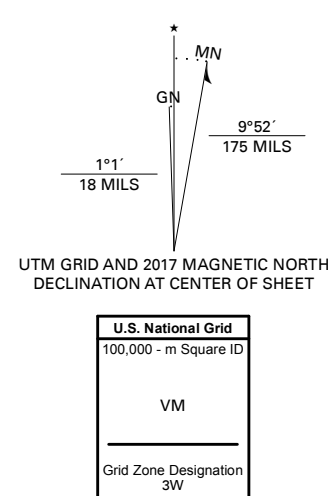 ★
MN
GN
9°52´
175 MILS
1°1´
18 MILS
UTM GRID AND 2017 MAGNETIC NORTH
DECLINATION AT CENTER OF SHEET
U.S. National Grid
100,000 - m Square ID
VM
Grid Zone Designation
3W